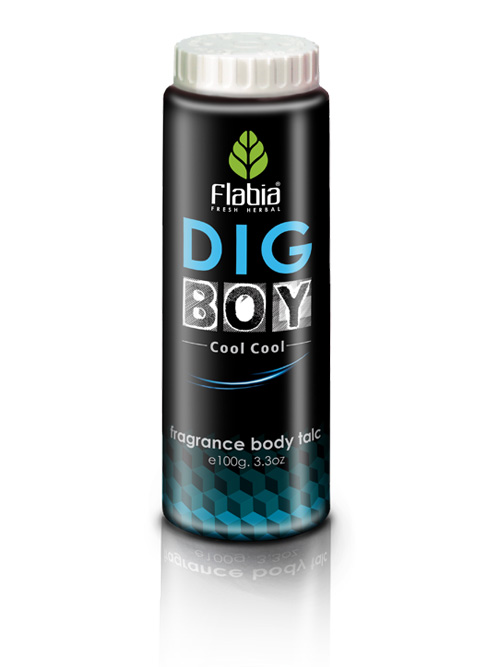 Flabia®
FRESH HERBAL
DIG
BOY
Cool Cool
fragrance body talc
e100g. 3.3oz